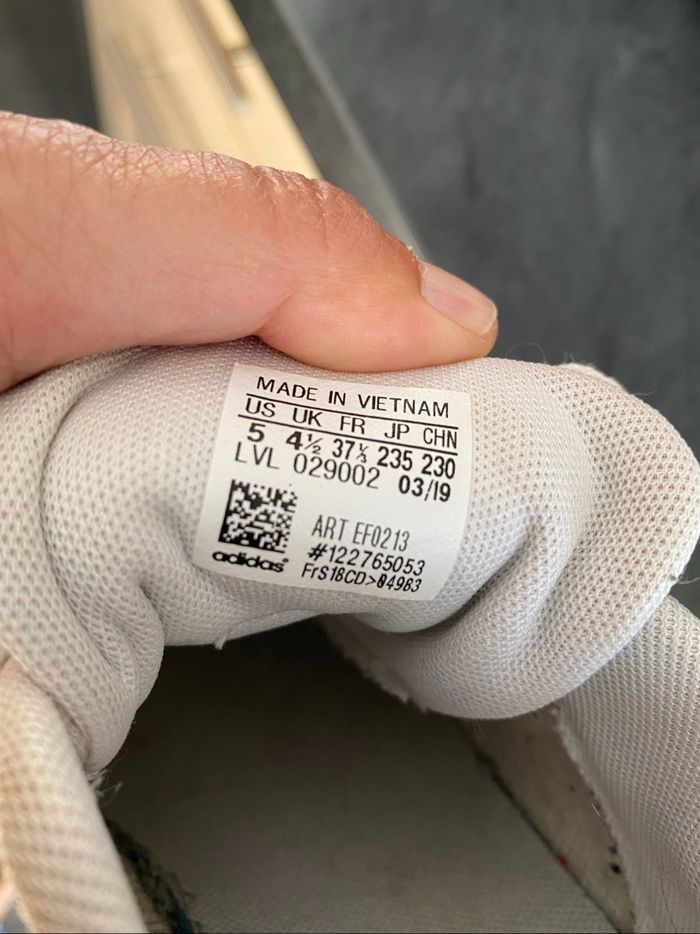 MADE IN VIETNAM
US UK FR JP CHN
5 4½ 37⅓ 235 230
LVL 029002 03/19
ART EF0213
#122765053
adidas®
FrS18CD>04983